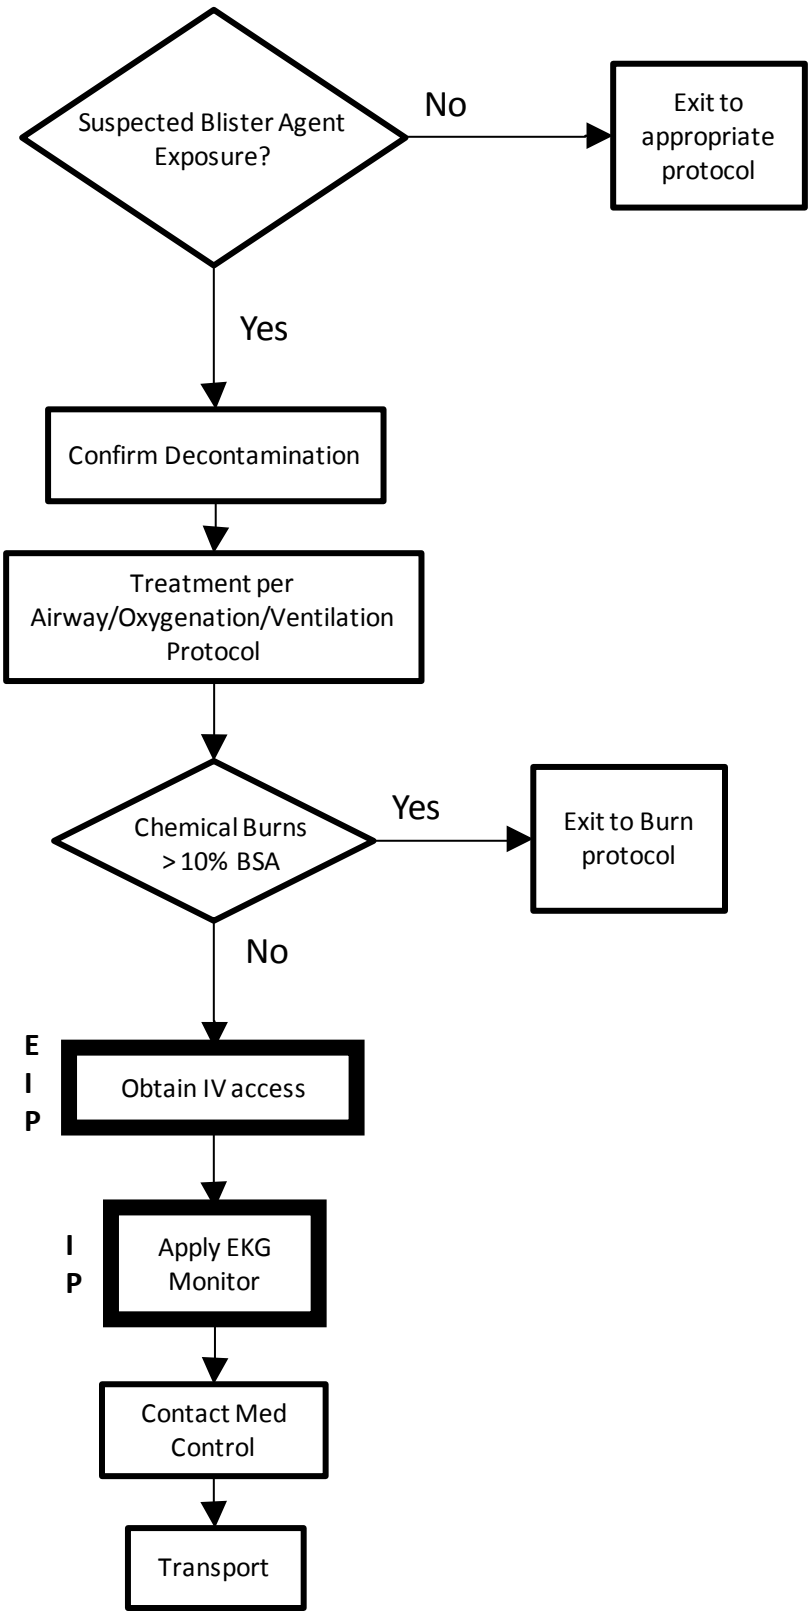 Suspected Blister Agent
Exposure?
No
Exit to
appropriate
protocol
Yes
Confirm Decontamination
Treatment per
Airway/Oxygenation/Ventilation
Protocol
Chemical Burns
> 10% BSA
Yes
Exit to Burn
protocol
No
E
I
P
Obtain IV access
I
P
Apply EKG
Monitor
Contact Med
Control
Transport